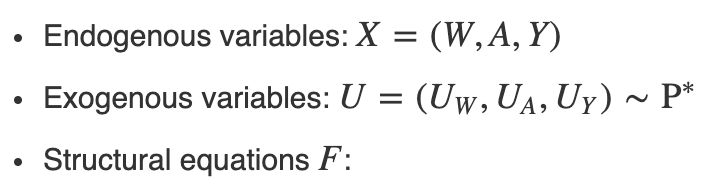 • Endogenous variables: X = (W, A, Y)
• Exogenous variables: U = (U_W, U_A, U_Y) ~ P*
• Structural equations F: